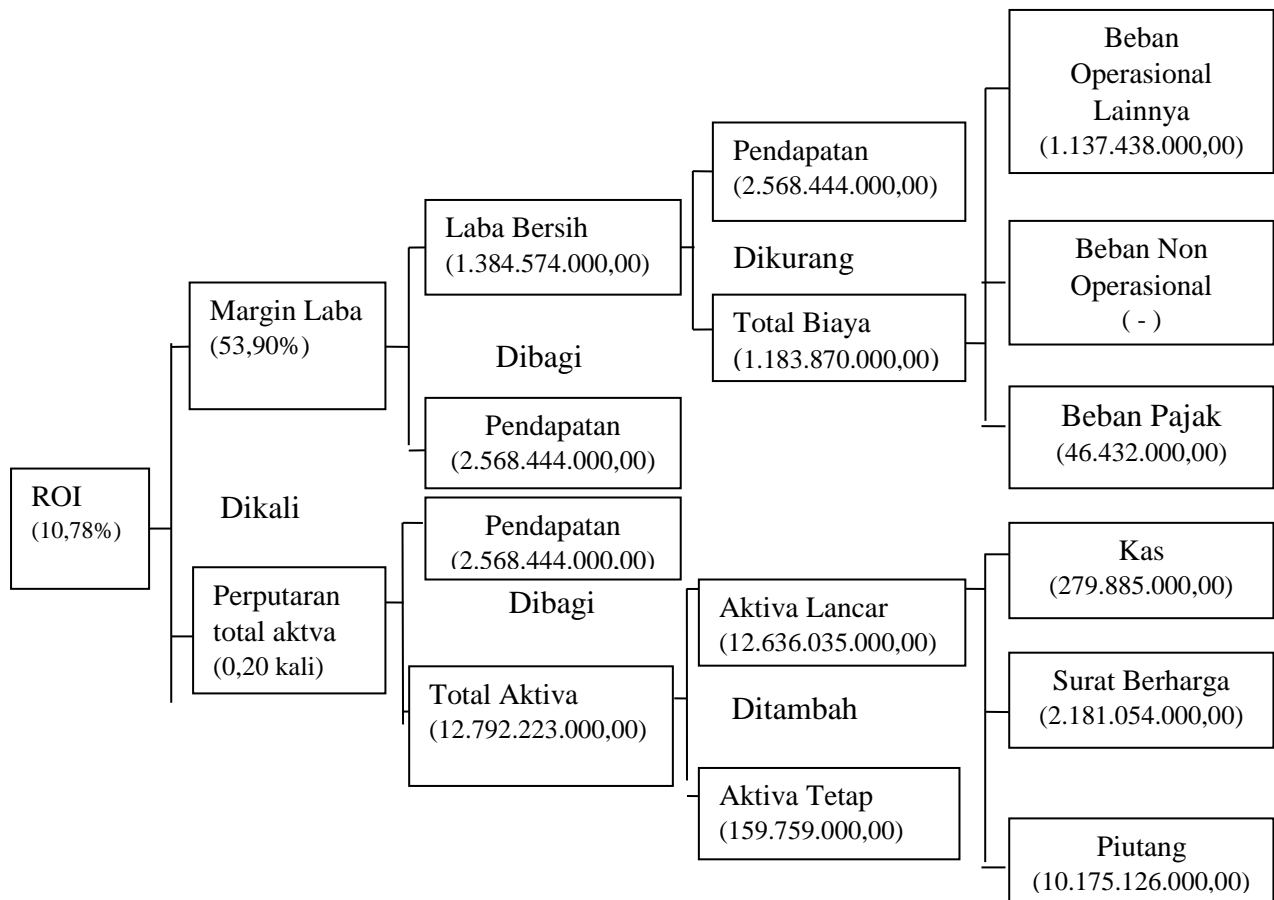 Beban
Operasional
Lainnya
(1.137.438.000,00)
Pendapatan
(2.568.444.000,00)
Laba Bersih
(1.384.574.000,00)
Dikurang
Beban Non
Operasional
( - )
Margin Laba
(53,90%)
Total Biaya
(1.183.870.000,00)
Dibagi
Pendapatan
(2.568.444.000,00)
Beban Pajak
(46.432.000,00)
ROI
(10,78%)
Dikali
Pendapatan
(2.568.444.000,00)
Kas
(279.885.000,00)
Perputaran
total aktva
(0,20 kali)
Dibagi
Aktiva Lancar
(12.636.035.000,00)
Total Aktiva
(12.792.223.000,00)
Ditambah
Surat Berharga
(2.181.054.000,00)
Aktiva Tetap
(159.759.000,00)
Piutang
(10.175.126.000,00)